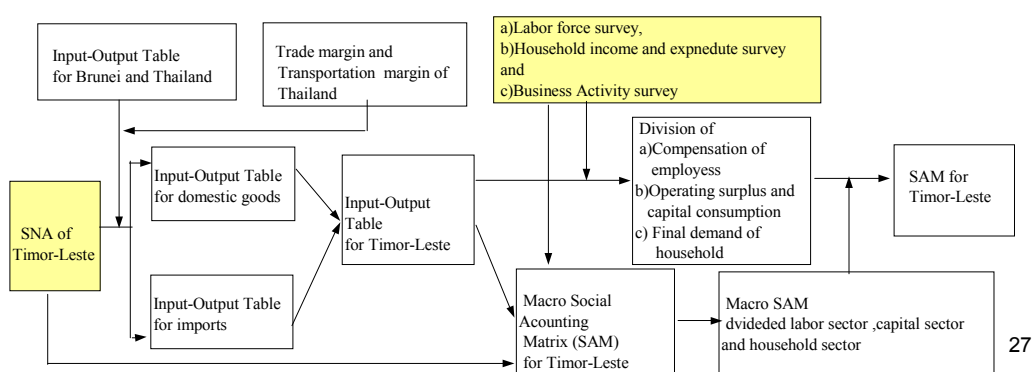 Input-Output Table
for Brunei and Thailand
Trade margin and
Transportation margin of
Thailand
a)Labor force survey,
b)Household income and expnedute survey
and
c)Business Activity survey
SNA of
Timor-Leste
Input-Output Table
for domestic goods
Input-Output Table
for imports
Input-Output
Table
for Timor-Leste
Division of
a)Compensation of
employess
b)Operating surplus and
capital consumption
c) Final demand of
household
SAM for
Timor-Leste
Macro Social
Acounting
Matrix (SAM)
for Timor-Leste
Macro SAM
dvideded labor sector ,capital sector
and household sector
27